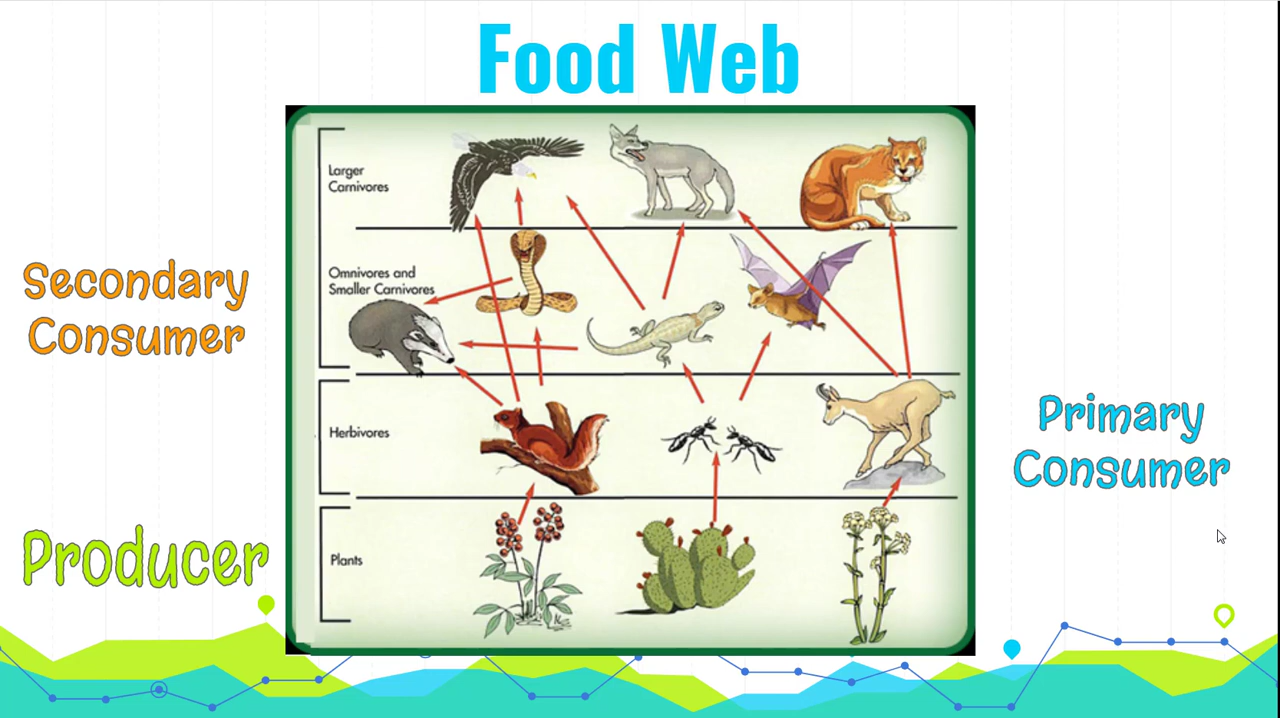 Food Web
Larger
Carnivores
Omnivores and
Smaller Carnivores
Secondary
Consumer
Herbivores
Primary
Consumer
Plants
Producer